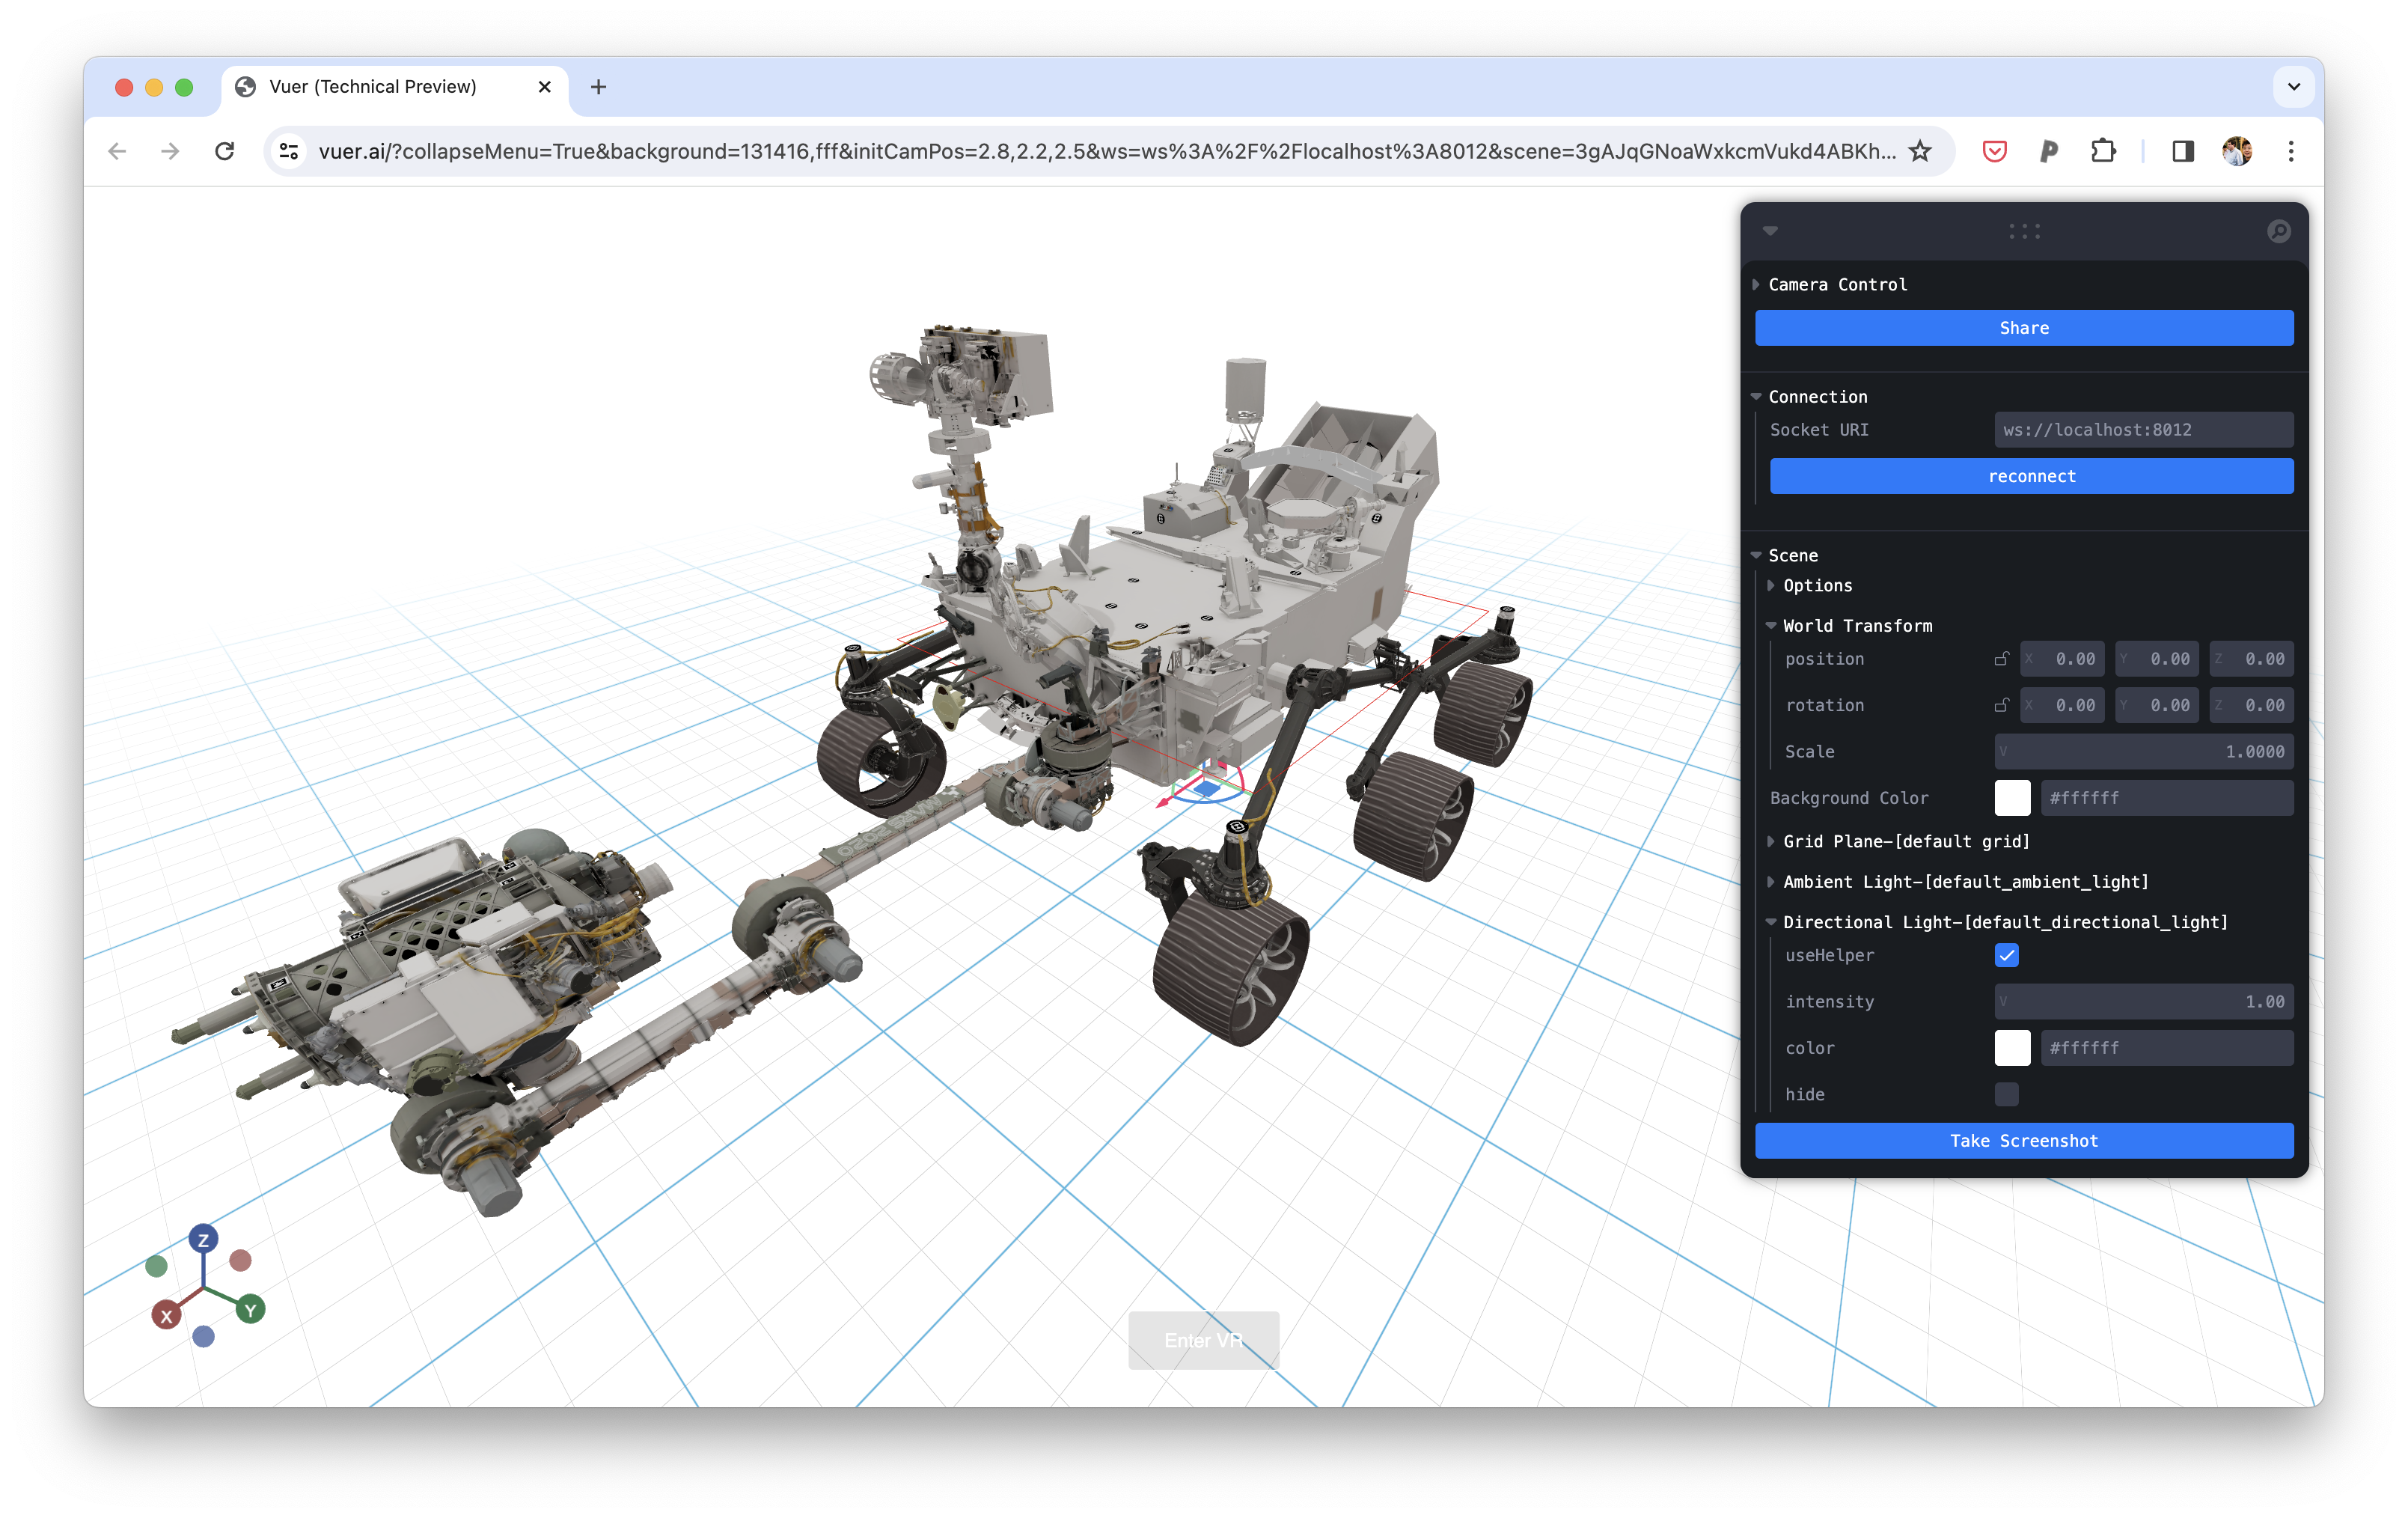 Vuer (Technical Preview)
vuer.ai/?collapseMenu=True&background=131416,fff&initCamPos=2.8,2.2,2.5&ws=ws%3A%2F%2Flocalhost%3A8012&scene=3gAJqGNoaWxkcmVukd4ABKh...
Camera Control
Share
Connection
Socket URI ws://localhost:8012
reconnect
Scene
Options
World Transform
position X 0.00 Y 0.00 Z 0.00
rotation X 0.00 Y 0.00 Z 0.00
Scale V 1.0000
Background Color #ffffff
Grid Plane-[default grid]
Ambient Light-[default_ambient_light]
Directional Light-[default_directional_light]
useHelper
intensity V 1.00
color #ffffff
hide
Take Screenshot
Z
X
Y
Enter VR